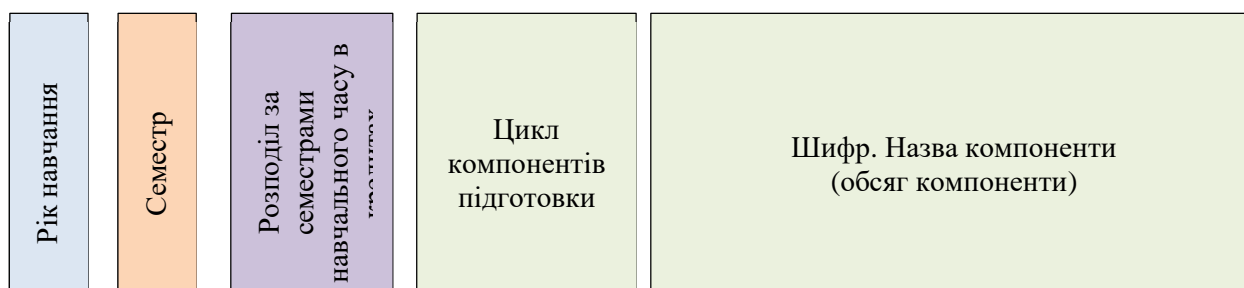 Рік навчання
Семестр
Розподіл за
семестрами
навчального часу в
Цикл
компонентів
підготовки
Шифр. Назва компоненти
(обсяг компоненти)